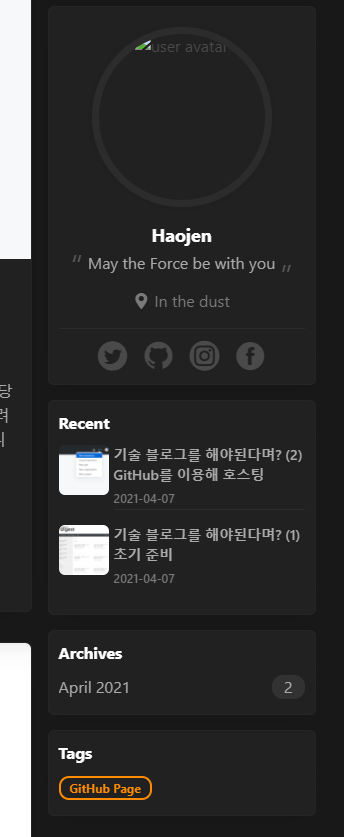 user avatar
Haojen
“ May the Force be with you ”
In the dust
당
려
Recent
기술 블로그를 해야된다며? (2)
GitHub를 이용해 호스팅
2021-04-07
기술 블로그를 해야된다며? (1)
초기 준비
2021-04-07
Archives
April 2021 2
Tags
GitHub Page